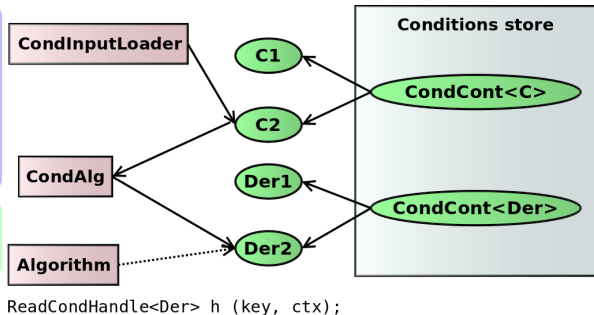 Conditions store
CondInputLoader
C1
CondCont<C>
C2
CondAlg
Der1
CondCont<Der>
Der2
Algorithm
ReadCondHandle<Der> h (key, ctx);